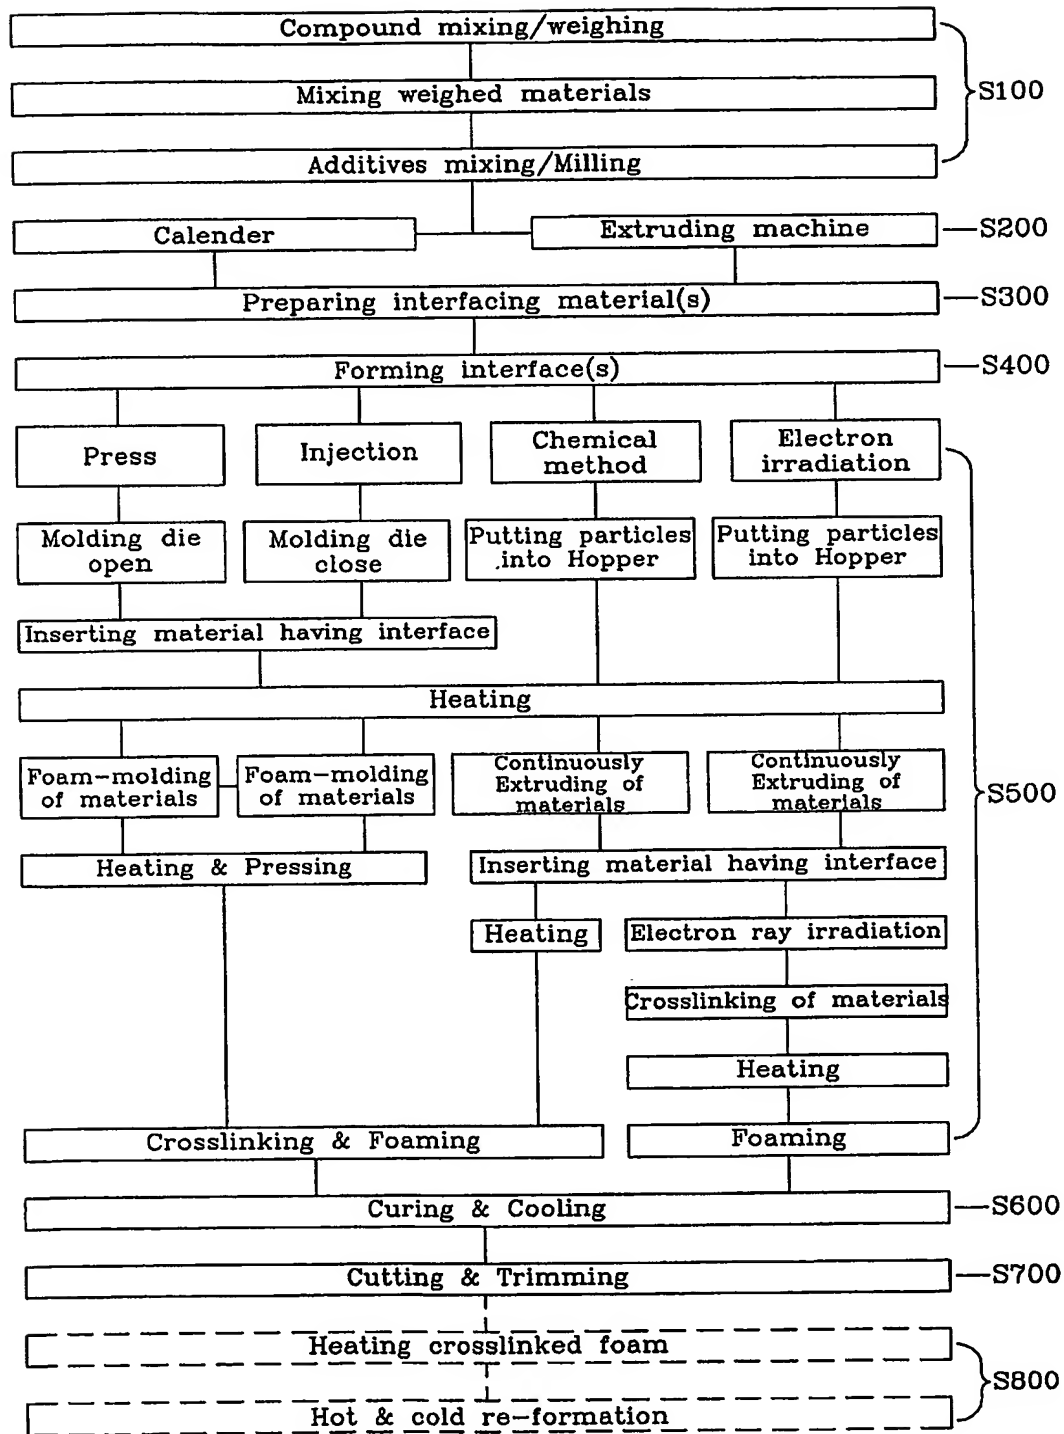 Compound mixing/weighing
Mixing weighed materials
S100
Additives mixing/Milling
Calender
Extruding machine
S200
Preparing interfacing material(s)
S300
Forming interface(s)
S400
Press
Injection
Chemical
method
Electron
irradiation
Molding die
open
Molding die
close
Putting particles
into Hopper
Putting particles
into Hopper
Inserting material having interface
Heating
Foam-molding
of materials
Foam-molding
of materials
Continuously
Extruding of
materials
Continuously
Extruding of
materials
S500
Heating & Pressing
Inserting material having interface
Heating
Electron ray irradiation
Crosslinking of materials
Heating
Crosslinking & Foaming
Foaming
Curing & Cooling
S600
Cutting & Trimming
S700
Heating crosslinked foam
S800
Hot & cold re-formation